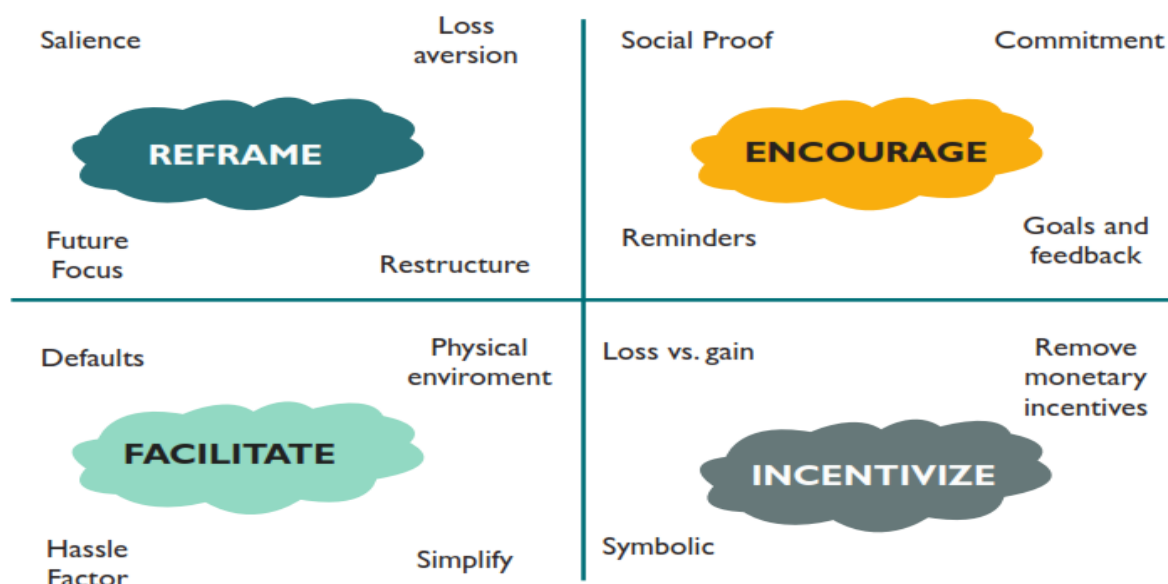 Salience
Loss
aversion
REFRAME
Future
Focus
Restructure
Social Proof
Commitment
ENCOURAGE
Reminders
Goals and
feedback
Defaults
Physical
enviroment
FACILITATE
Hassle
Factor
Simplify
Loss vs. gain
Remove
monetary
incentives
INCENTIVIZE
Symbolic